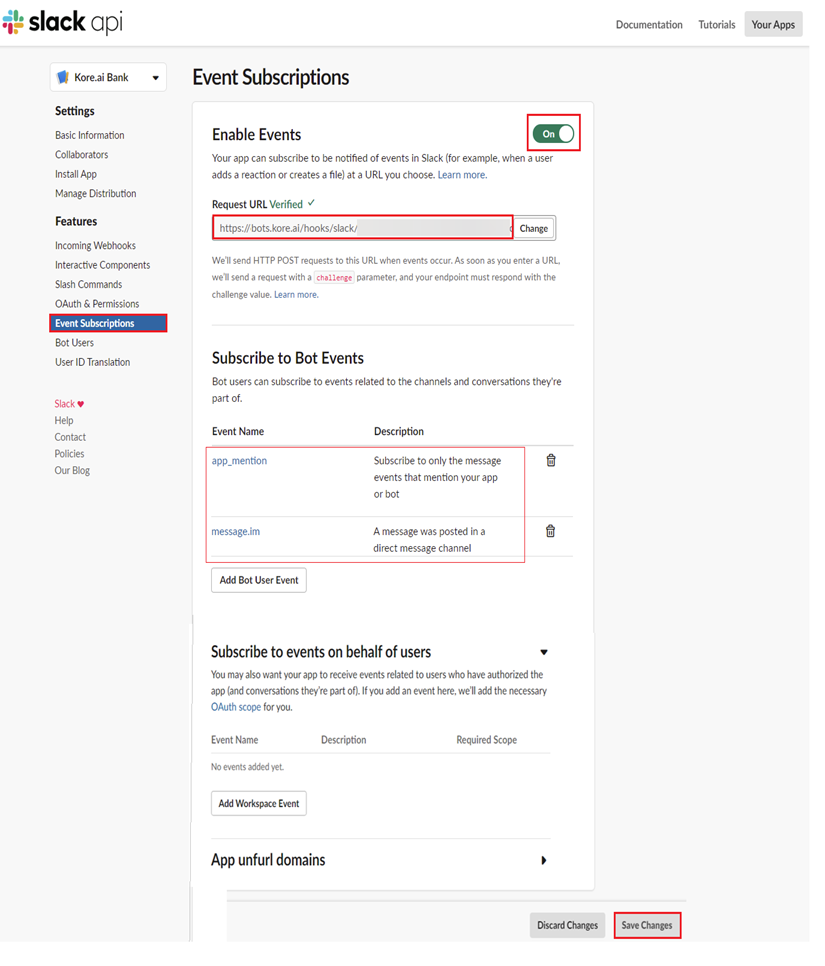 slack api
Documentation Tutorials Your Apps
Kore.ai Bank
Settings
Basic Information
Collaborators
Install App
Manage Distribution
Features
Incoming Webhooks
Interactive Components
Slash Commands
OAuth & Permissions
Event Subscriptions
Bot Users
User ID Translation
Slack ♥
Help
Contact
Policies
Our Blog
Event Subscriptions
Enable Events
On
Your app can subscribe to be notified of events in Slack (for example, when a user
adds a reaction or creates a file) at a URL you choose. Learn more.
Request URL Verified ✓
https://bots.kore.ai/hooks/slack/
Change
We'll send HTTP POST requests to this URL when events occur. As soon as you enter a URL,
we'll send a request with a challenge parameter, and your endpoint must respond with the
challenge value. Learn more.
Subscribe to Bot Events
Bot users can subscribe to events related to the channels and conversations they're
part of.
Event Name Description
app_mention Subscribe to only the message
events that mention your app
or bot
message.im A message was posted in a
direct message channel
Add Bot User Event
Subscribe to events on behalf of users
You may also want your app to receive events related to users who have authorized the
app (and conversations they're part of). If you add an event here, we'll add the necessary
OAuth scope for you.
Event Name Description Required Scope
No events added yet.
Add Workspace Event
App unfurl domains
Discard Changes Save Changes